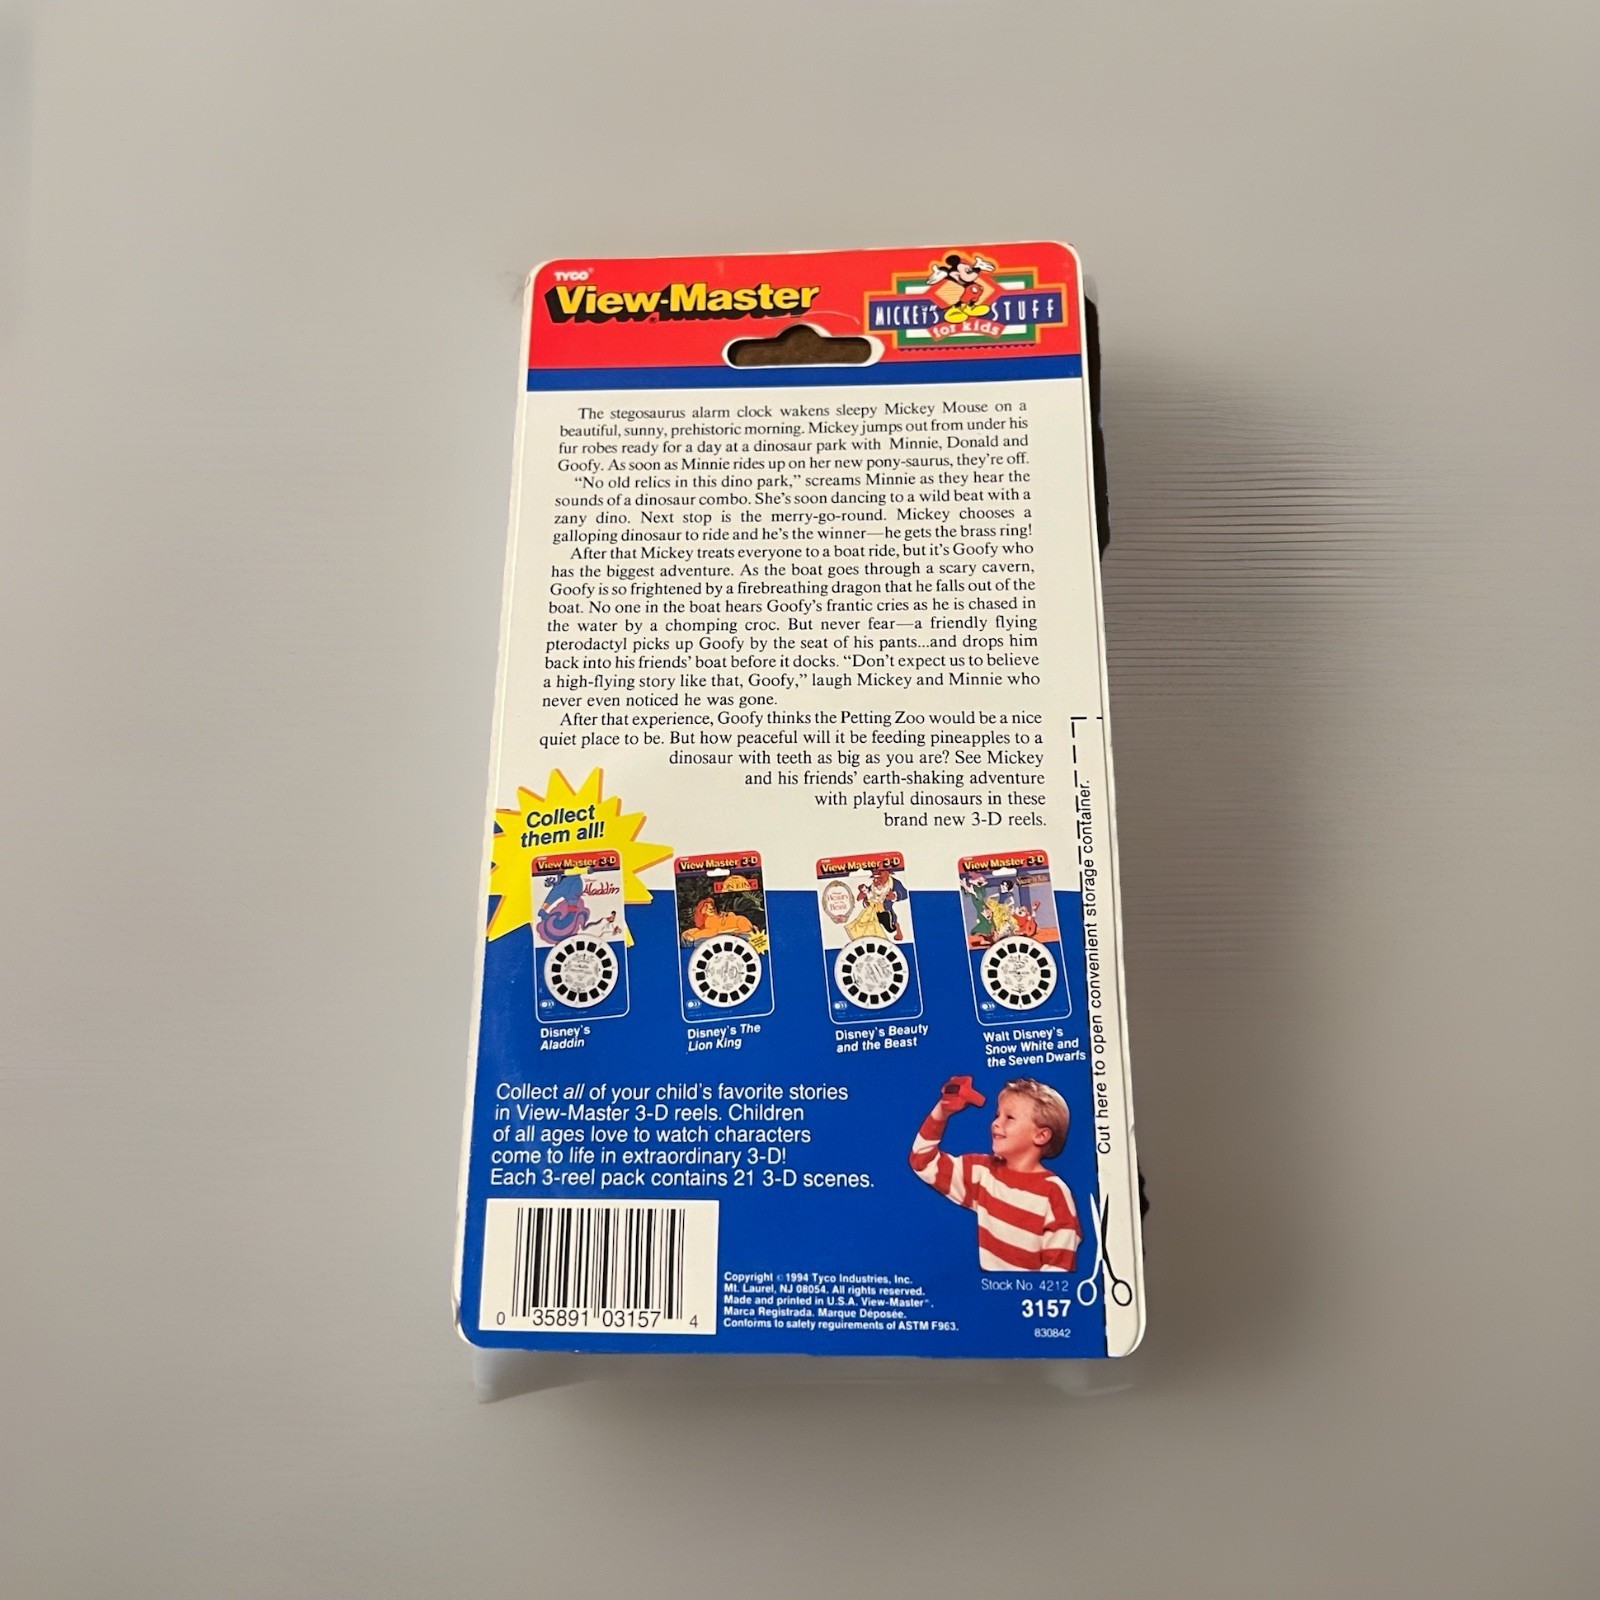 TYCO®
View-Master®
MICKEY'S STUFF
for kids
The stegosaurus alarm clock wakens sleepy Mickey Mouse on a
beautiful, sunny, prehistoric morning. Mickey jumps out from under his
fur robes ready for a day at a dinosaur park with Minnie, Donald and
Goofy. As soon as Minnie rides up on her new pony-saurus, they're off.
“No old relics in this dino park,” screams Minnie as they hear the
sounds of a dinosaur combo. She's soon dancing to a wild beat with a
zany dino. Next stop is the merry-go-round. Mickey chooses a
galloping dinosaur to ride and he's the winner—he gets the brass ring!
After that Mickey treats everyone to a boat ride, but it's Goofy who
has the biggest adventure. As the boat goes through a scary cavern,
Goofy is so frightened by a firebreathing dragon that he falls out of the
boat. No one in the boat hears Goofy's frantic cries as he is chased in
the water by a chomping croc. But never fear—a friendly flying
pterodactyl picks up Goofy by the seat of his pants...and drops him
back into his friends' boat before it docks. “Don't expect us to believe
a high-flying story like that, Goofy,” laugh Mickey and Minnie who
never even noticed he was gone.
After that experience, Goofy thinks the Petting Zoo would be a nice
quiet place to be. But how peaceful will it be feeding pineapples to a
dinosaur with teeth as big as you are? See Mickey
and his friends' earth-shaking adventure
with playful dinosaurs in these
brand new 3-D reels.
Collect
them all!
View-Master 3-D
Aladdin
View-Master 3-D
LION KING
View-Master 3-D
Beauty and the Beast
View-Master 3-D
Disney's
Aladdin
Disney's The
Lion King
Disney's Beauty
and the Beast
Walt Disney's
Snow White and
the Seven Dwarfs
Cut here to open convenient storage container.
Collect all of your child's favorite stories
in View-Master 3-D reels. Children
of all ages love to watch characters
come to life in extraordinary 3-D!
Each 3-reel pack contains 21 3-D scenes.
0 35891 03157 4
Copyright © 1994 Tyco Industries, Inc.
Mt. Laurel, NJ 08054. All rights reserved.
Made and printed in U.S.A. View-Master®.
Marca Registrada. Marque Déposée.
Conforms to safety requirements of ASTM F963.
Stock No. 4212
3157
830842